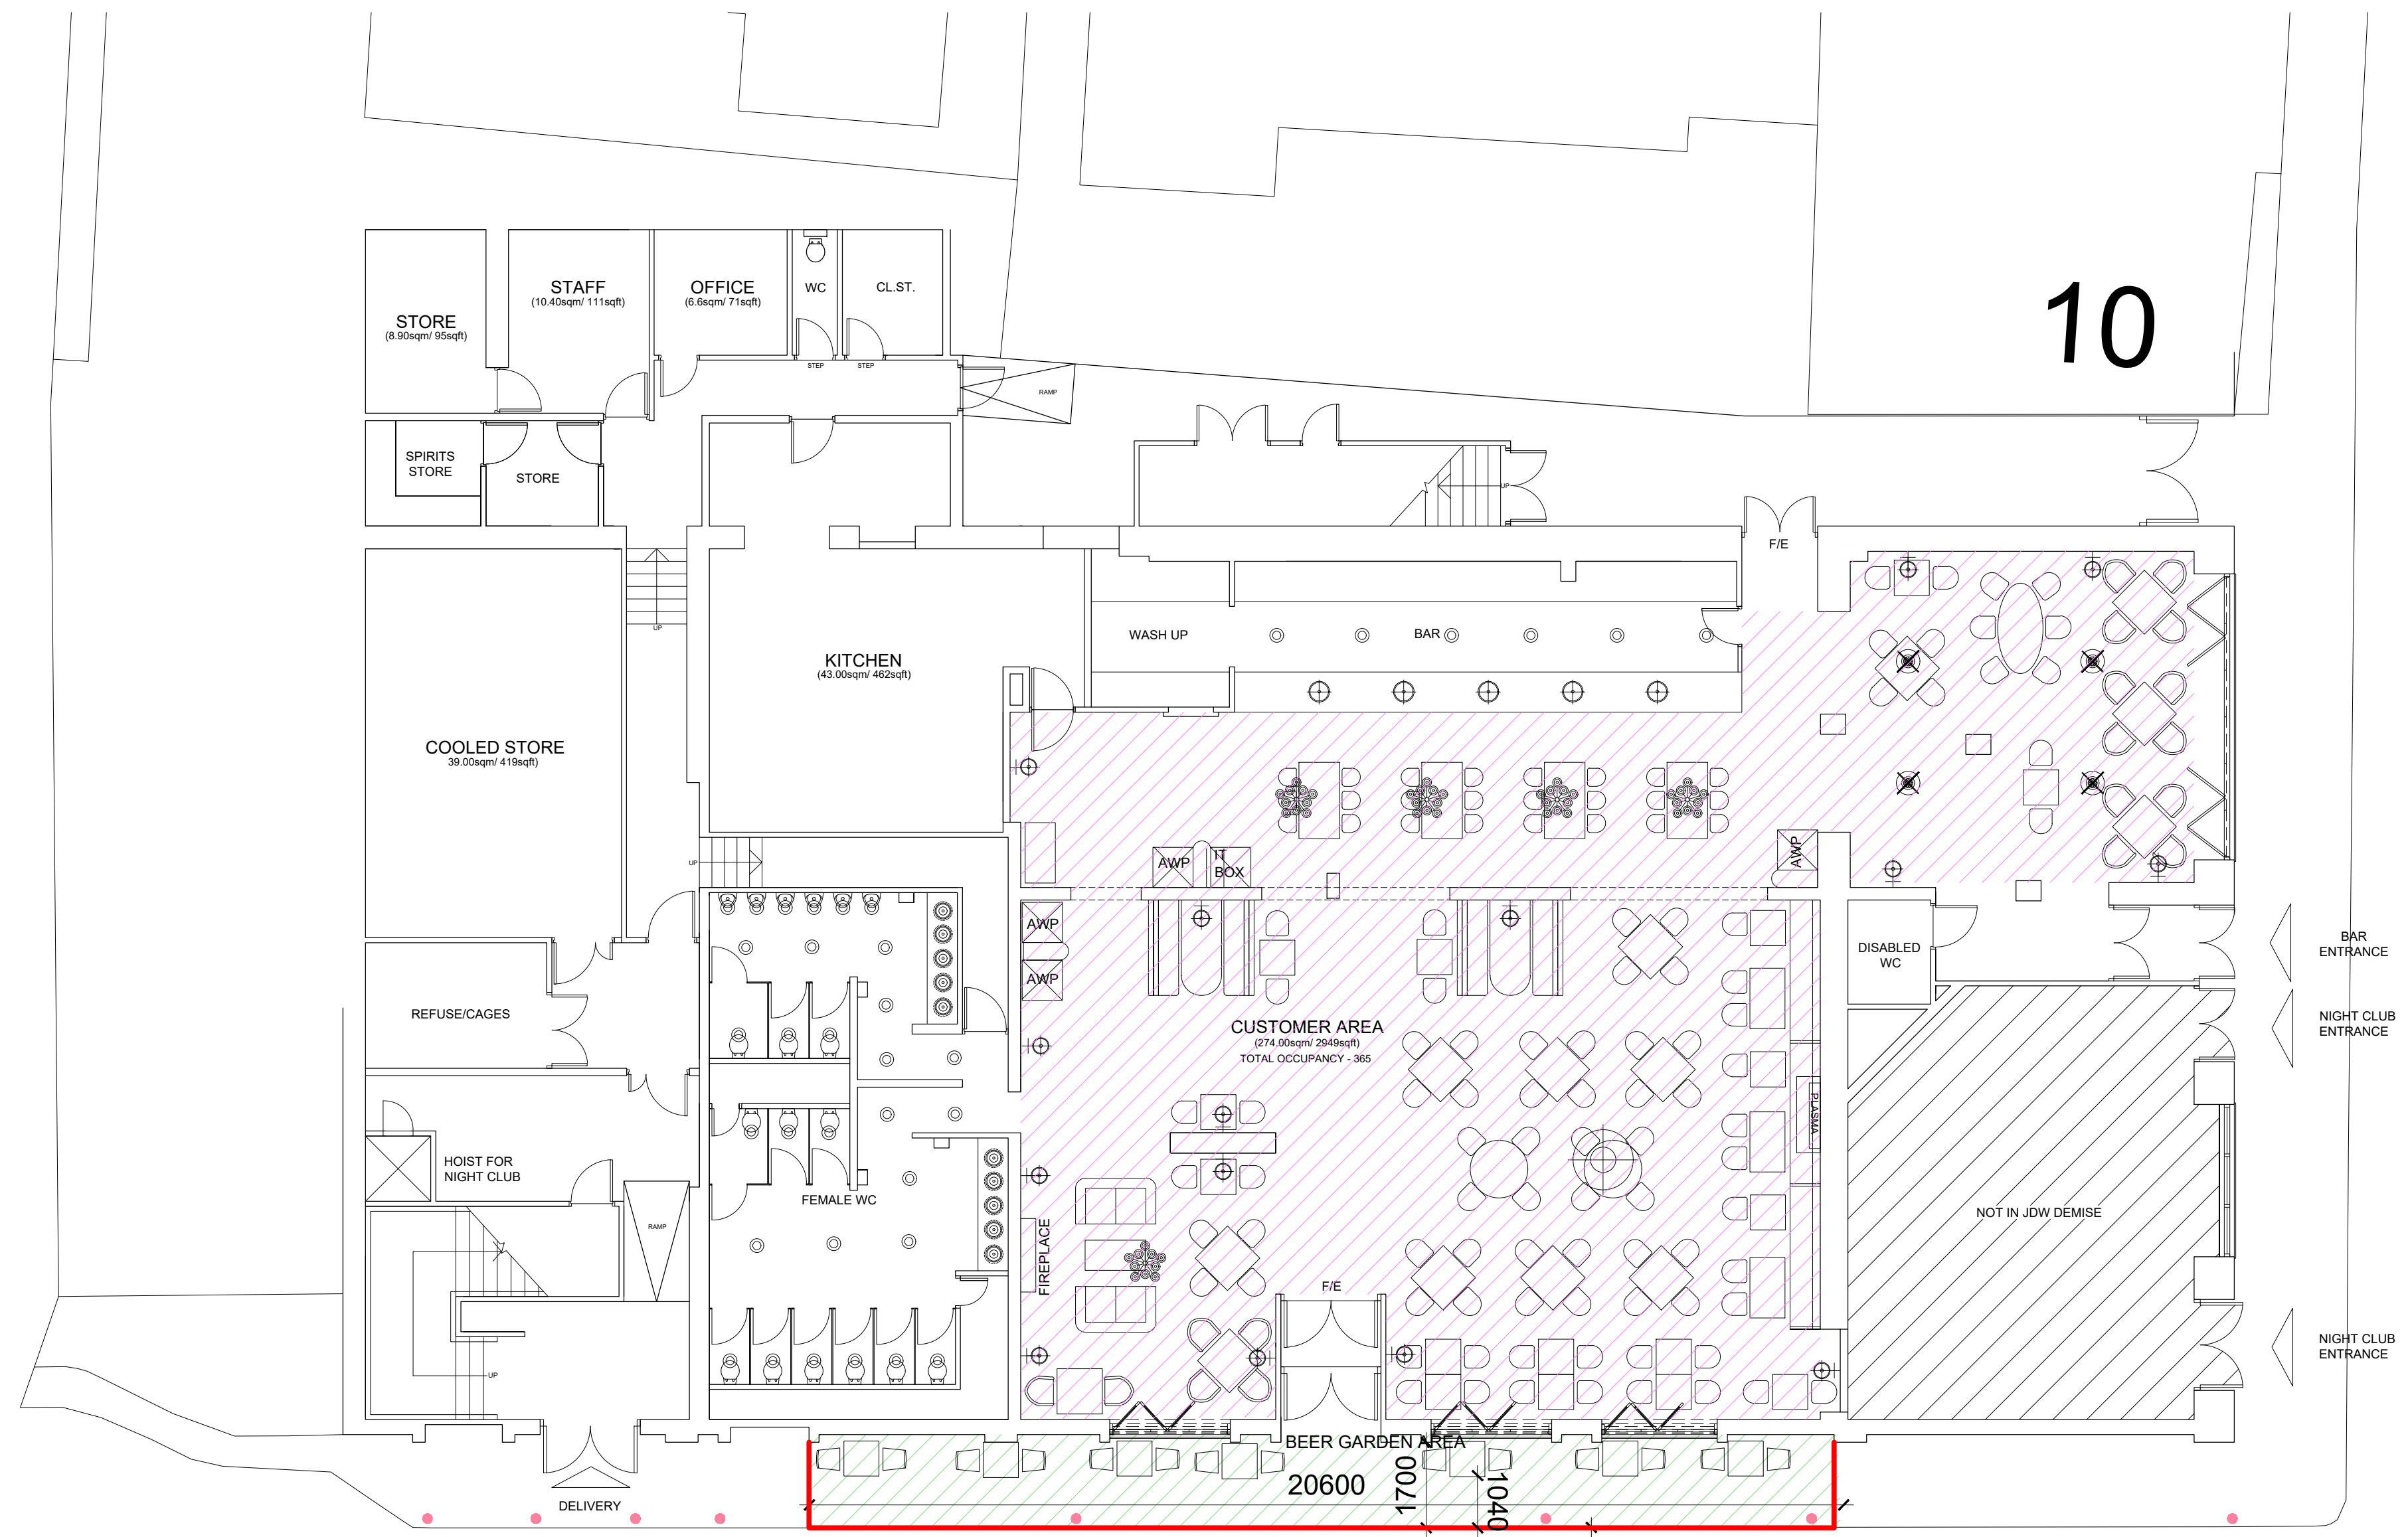 10
STORE
(8.90sqm/ 95sqft)
STAFF
(10.40sqm/ 111sqft)
OFFICE
(6.6sqm/ 71sqft)
WC
CL.ST.
STEP
STEP
RAMP
SPIRITS
STORE
STORE
UP
F/E
UP
WASH UP
BAR
KITCHEN
(43.00sqm/ 462sqft)
COOLED STORE
39.00sqm/ 419sqft)
UP
AWP
IT
BOX
AWP
AWP
AWP
DISABLED
WC
BAR
ENTRANCE
REFUSE/CAGES
NIGHT CLUB
ENTRANCE
CUSTOMER AREA
(274.00sqm/ 2949sqft)
TOTAL OCCUPANCY - 365
PLASMA
HOIST FOR
NIGHT CLUB
FEMALE WC
NOT IN JDW DEMISE
RAMP
FIREPLACE
F/E
NIGHT CLUB
ENTRANCE
UP
BEER GARDEN AREA
20600
1700
1040
DELIVERY